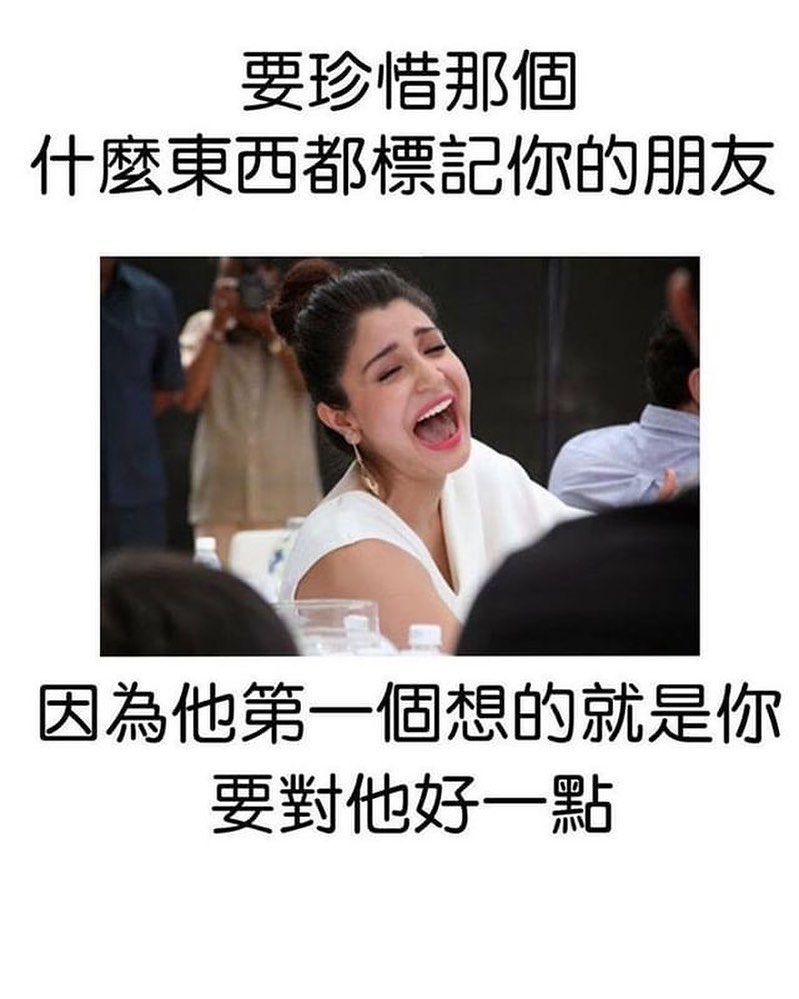 要珍惜那個
什麼東西都標記你的朋友
因為他第一個想的就是你
要對他好一點